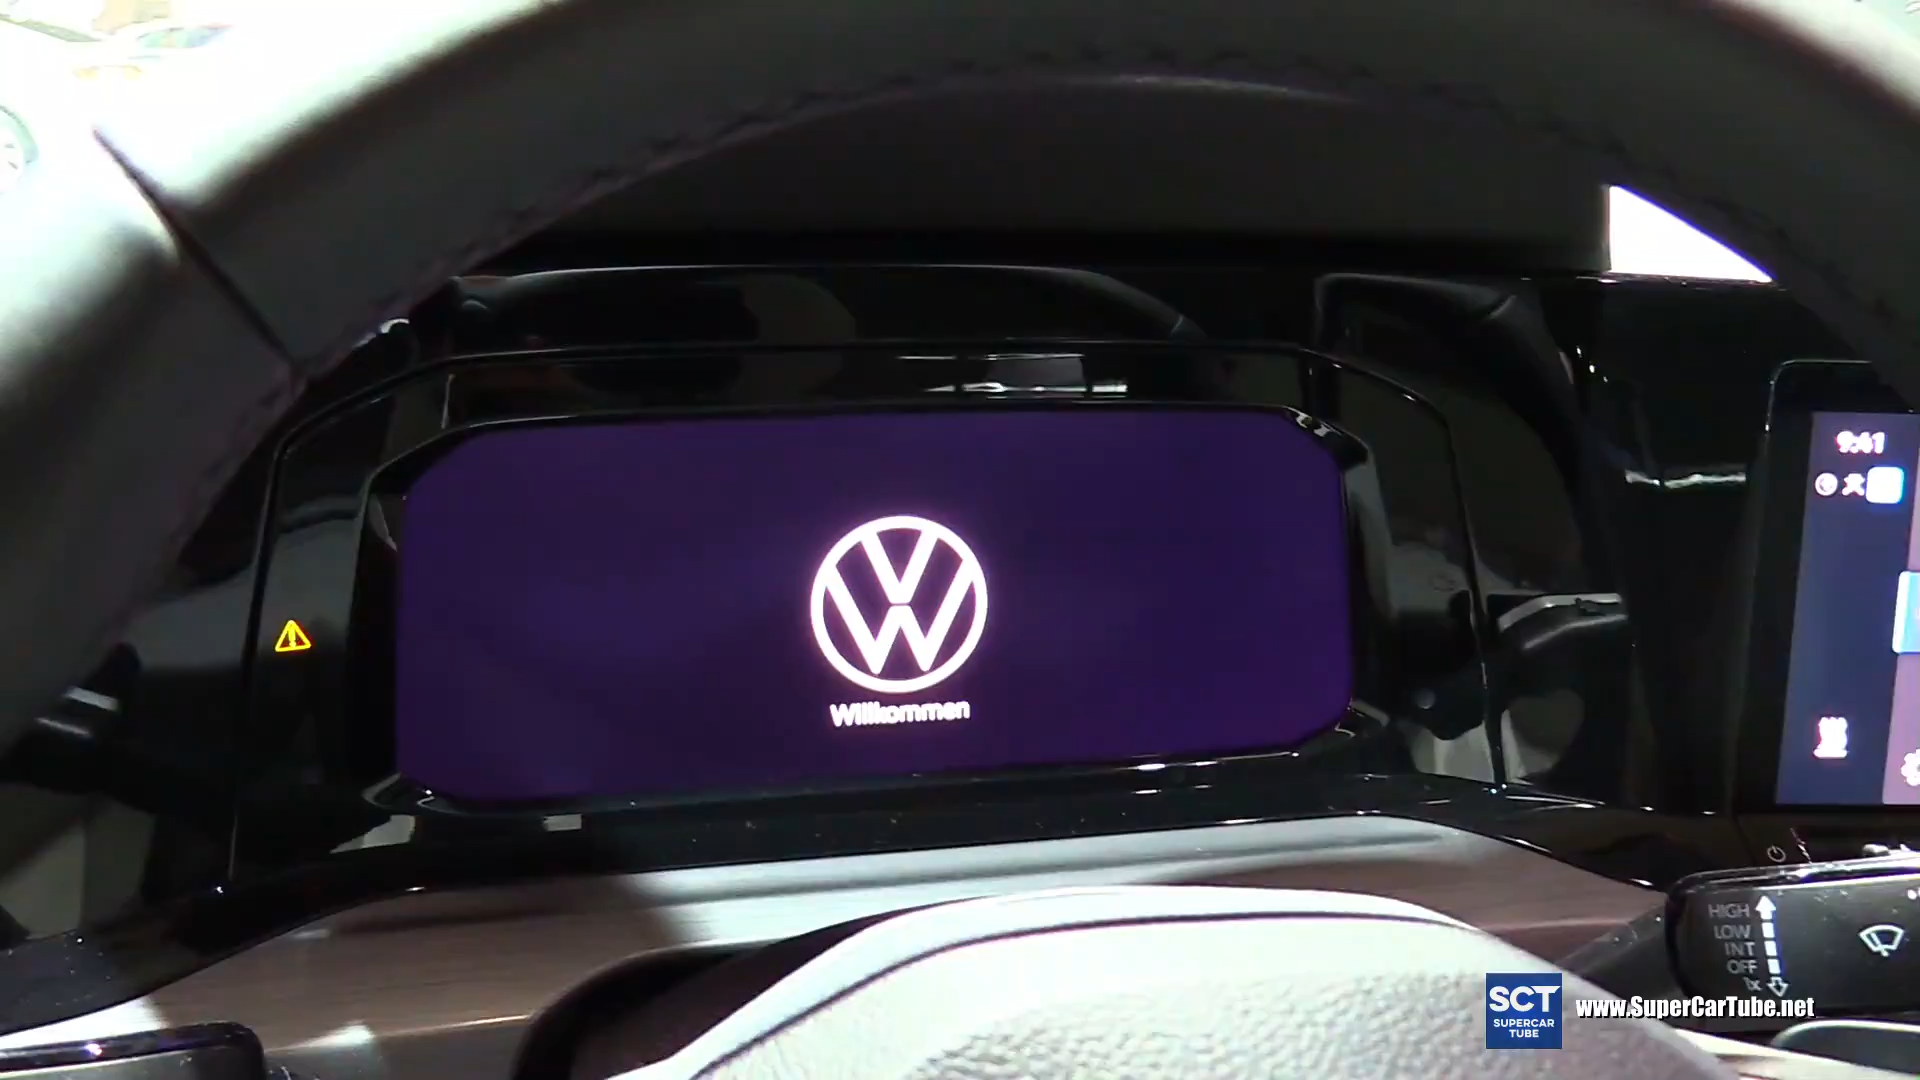 9:41
Willkommen
HIGH
LOW
INT
OFF
1x
SCT
SUPERCAR
TUBE
www.SuperCarTube.net